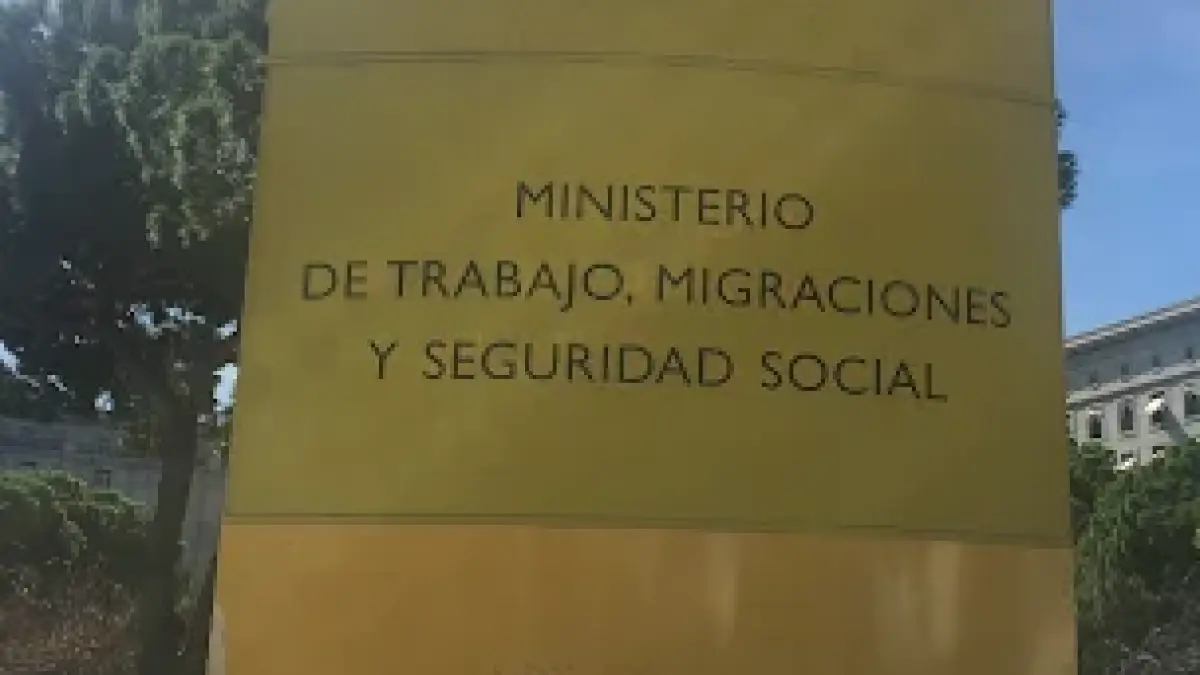 MINISTERIO
DE TRABAJO, MIGRACIONES
Y SEGURIDAD SOCIAL